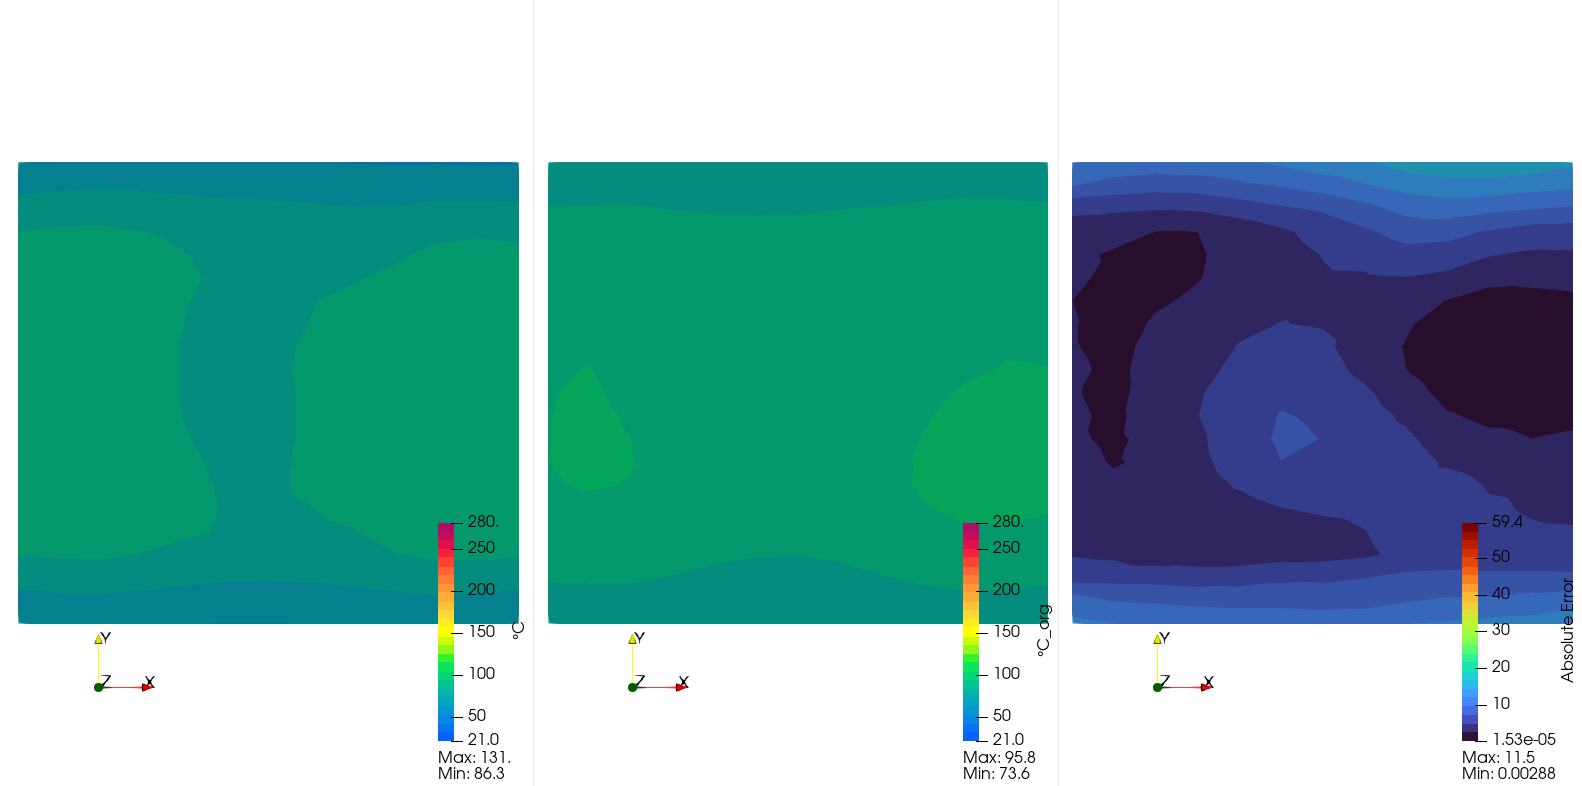 280.
250
200
150
100
50
21.0
°C
Max: 131.
Min: 86.3
Y
Z
X
280.
250
200
150
100
50
21.0
°C_org
Max: 95.8
Min: 73.6
Y
Z
X
59.4
50
40
30
20
10
1.53e-05
Absolute Error
Max: 11.5
Min: 0.00288
Y
Z
X